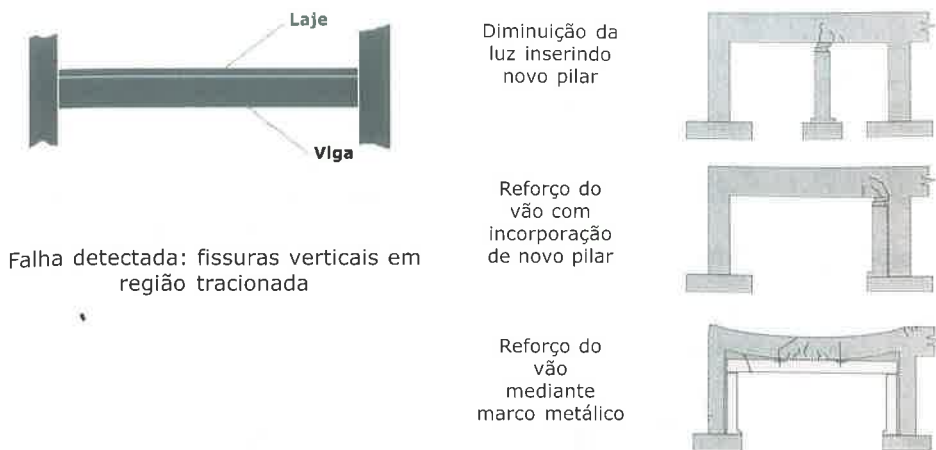 Laje
Viga
Falha detectada: fissuras verticais em
região tracionada
Diminuição da
luz inserindo
novo pilar
Reforço do
vão com
incorporação
de novo pilar
Reforço do
vão
mediante
marco metálico